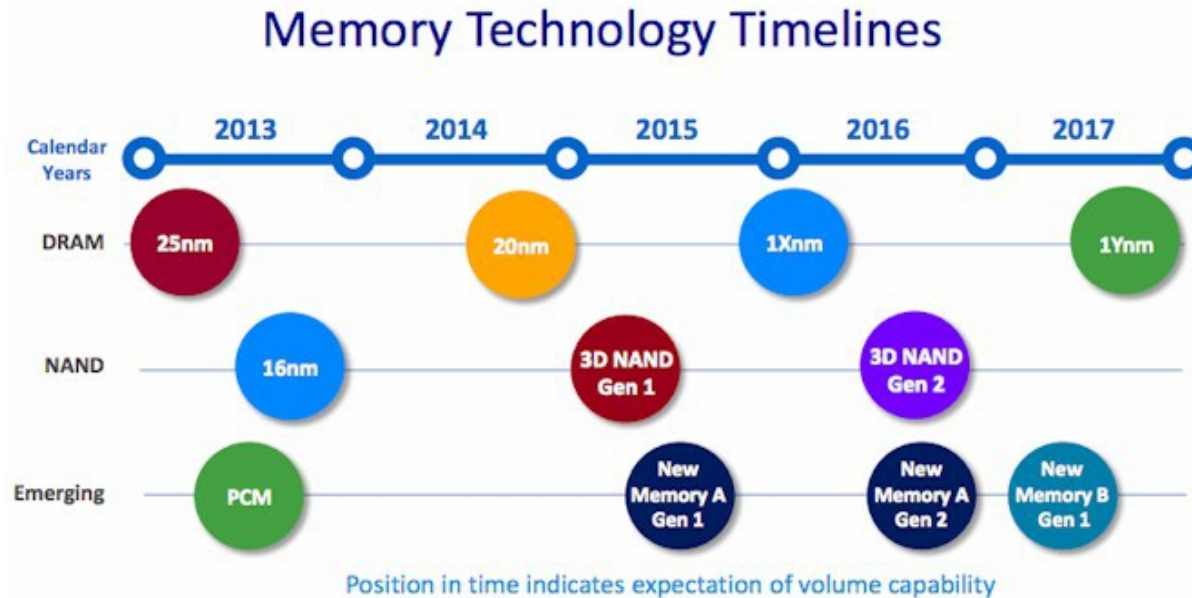 Memory Technology Timelines
Calendar
Years
2013
2014
2015
2016
2017
DRAM
25nm
20nm
1Xnm
1Ynm
NAND
16nm
3D NAND
Gen 1
3D NAND
Gen 2
Emerging
PCM
New
Memory A
Gen 1
New
Memory A
Gen 2
New
Memory B
Gen 1
Position in time indicates expectation of volume capability